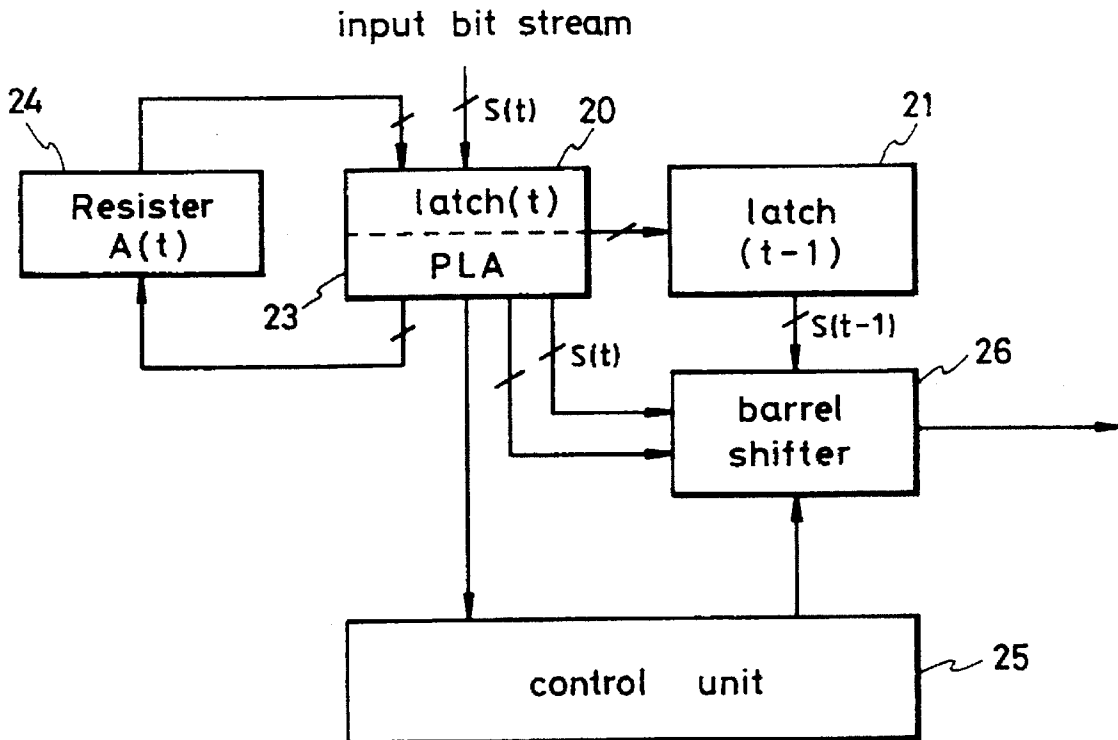 input bit stream
24
S(t)
20
21
Resister
A(t)
latch(t)
PLA
latch
(t-1)
23
S(t)
S(t-1)
26
barrel
shifter
control unit
25